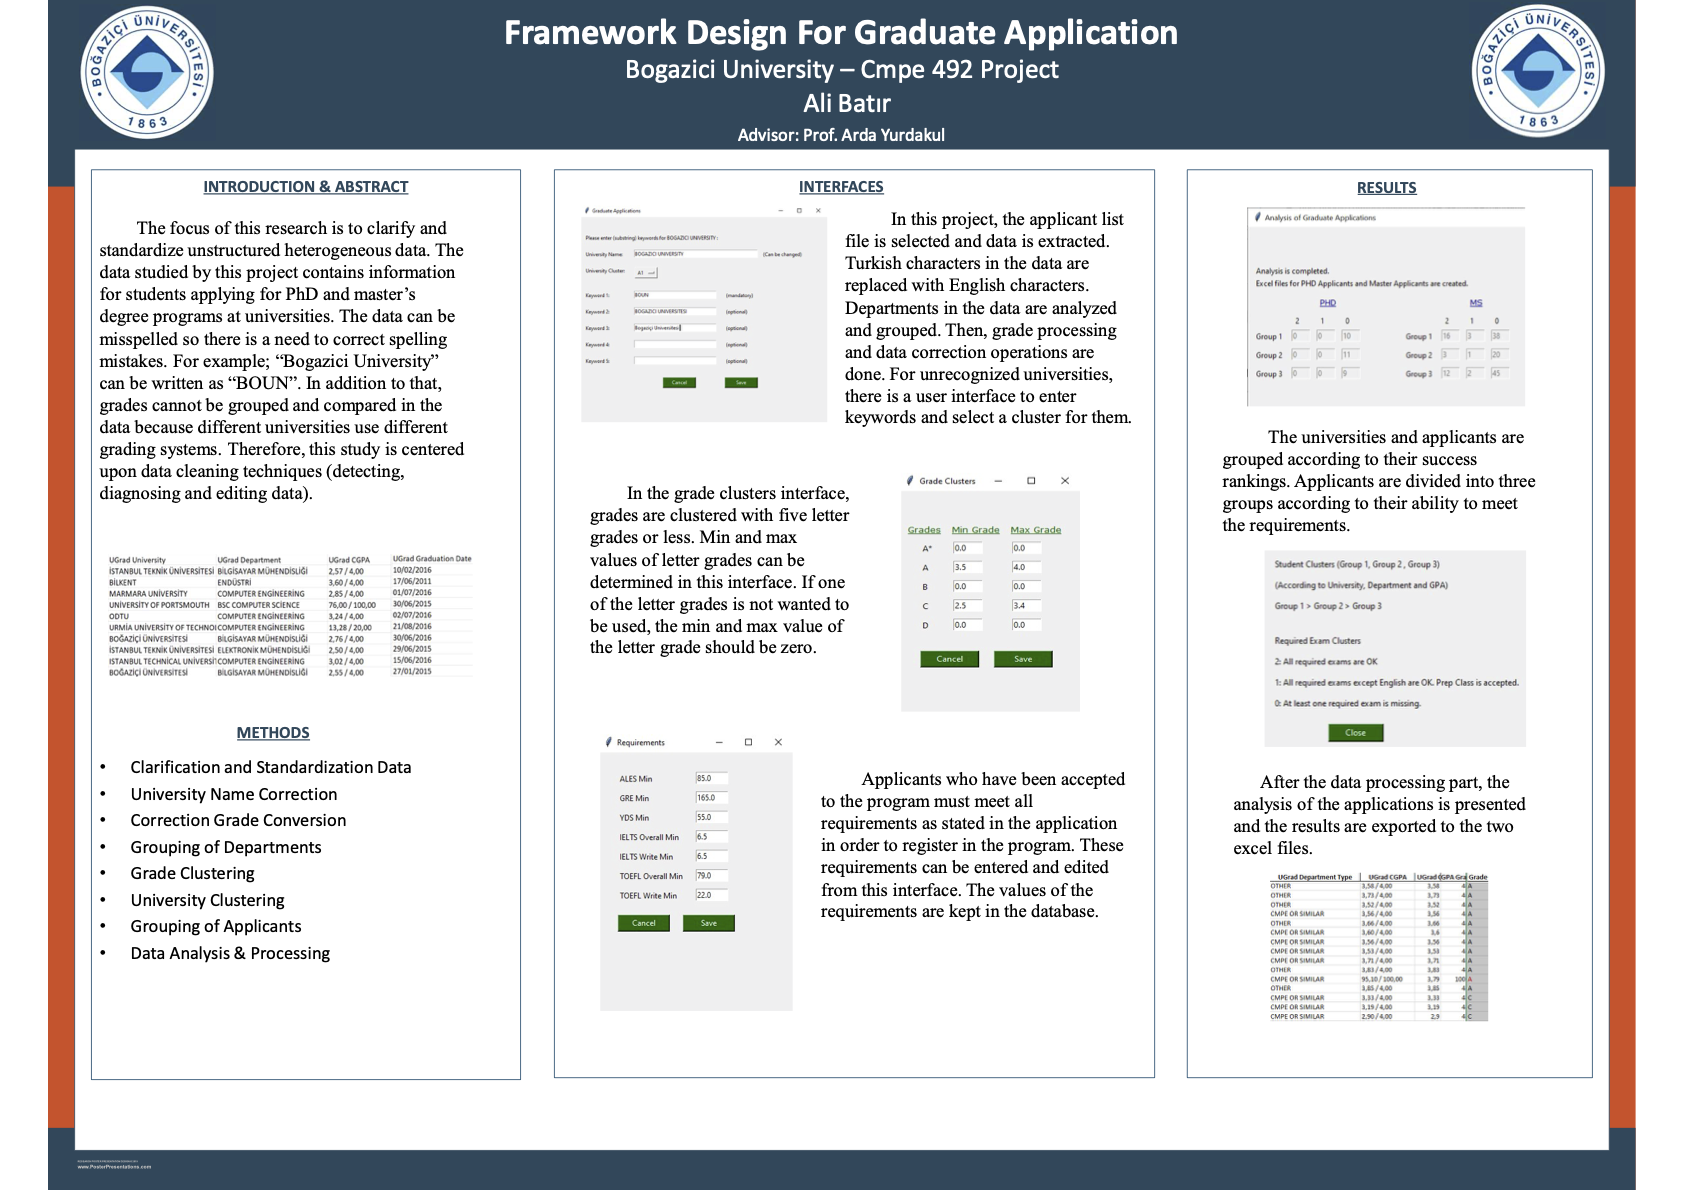 Framework Design For Graduate Application
Bogazici University – Cmpe 492 Project
Ali Batır
Advisor: Prof. Arda Yurdakul
BOĞAZİÇİ ÜNİVERSİTESİ
1863
BOĞAZİÇİ ÜNİVERSİTESİ
1863
INTRODUCTION & ABSTRACT
The focus of this research is to clarify and
standardize unstructured heterogeneous data. The
data studied by this project contains information
for students applying for PhD and master's
degree programs at universities. The data can be
misspelled so there is a need to correct spelling
mistakes. For example; “Bogazici University”
can be written as “BOUN”. In addition to that,
grades cannot be grouped and compared in the
data because different universities use different
grading systems. Therefore, this study is centered
upon data cleaning techniques (detecting,
diagnosing and editing data).
UGrad University UGrad Department UGrad CGPA UGrad Graduation Date
İSTANBUL TEKNİK ÜNİVERSİTESİ BİLGİSAYAR MÜHENDİSLİĞİ 2,57 / 4,00 10/02/2016
BİLKENT ENDÜSTRİ 3,60 / 4,00 17/06/2011
MARMARA UNIVERSITY COMPUTER ENGİNEERİNG 2,85 / 4,00 01/07/2016
UNIVERSITY OF PORTSMOUTH BSC COMPUTER SCİENCE 76,00 / 100,00 30/06/2015
ODTU COMPUTER ENGİNEERİNG 3,24 / 4,00 02/07/2016
URMİA UNİVERSİTY OF TECHNOL COMPUTER ENGİNEERİNG 13,28 / 20,00 21/08/2016
BOĞAZİÇİ ÜNİVERSİTESİ BİLGİSAYAR MÜHENDİSLİĞİ 2,76 / 4,00 30/06/2016
İSTANBUL TEKNİK ÜNİVERSİTESİ ELEKTRONİK MÜHENDİSLİĞİ 2,50 / 4,00 29/06/2015
ISTANBUL TECHNİCAL UNİVERSİT COMPUTER ENGİNEERİNG 3,02 / 4,00 15/06/2016
BOĞAZİÇİ ÜNİVERSİTESİ BİLGİSAYAR MÜHENDİSLİĞİ 2,55 / 4,00 27/01/2015
METHODS
• Clarification and Standardization Data
• University Name Correction
• Correction Grade Conversion
• Grouping of Departments
• Grade Clustering
• University Clustering
• Grouping of Applicants
• Data Analysis & Processing
INTERFACES
Graduate Applications
Please enter (substring) keywords for BOGAZICI UNIVERSITY :
University Name: BOGAZICI UNIVERSITY (Can be changed)
University Cluster: A1
Keyword 1: BOUN (mandatory)
Keyword 2: BOGAZICI UNIVERSITESI (optional)
Keyword 3: Bogaziçi Universitesi (optional)
Keyword 4: (optional)
Keyword 5: (optional)
Cancel Save
In this project, the applicant list
file is selected and data is extracted.
Turkish characters in the data are
replaced with English characters.
Departments in the data are analyzed
and grouped. Then, grade processing
and data correction operations are
done. For unrecognized universities,
there is a user interface to enter
keywords and select a cluster for them.
In the grade clusters interface,
grades are clustered with five letter
grades or less. Min and max
values of letter grades can be
determined in this interface. If one
of the letter grades is not wanted to
be used, the min and max value of
the letter grade should be zero.
Grade Clusters
Grades Min Grade Max Grade
A* 0.0 0.0
A 3.5 4.0
B 0.0 0.0
C 2.5 3.4
D 0.0 0.0
Cancel Save
Requirements
ALES Min 85.0
GRE Min 165.0
YDS Min 55.0
IELTS Overall Min 6.5
IELTS Write Min 6.5
TOEFL Overall Min 79.0
TOEFL Write Min 22.0
Cancel Save
Applicants who have been accepted
to the program must meet all
requirements as stated in the application
in order to register in the program. These
requirements can be entered and edited
from this interface. The values of the
requirements are kept in the database.
RESULTS
Analysis of Graduate Applications
Analysis is completed.
Excel files for PHD Applicants and Master Applicants are created.
PHD MS
2 1 0 2 1 0
Group 1 0 0 10 Group 1 16 3 38
Group 2 0 0 11 Group 2 3 1 20
Group 3 0 0 9 Group 3 12 2 45
The universities and applicants are
grouped according to their success
rankings. Applicants are divided into three
groups according to their ability to meet
the requirements.
Student Clusters (Group 1, Group 2 , Group 3)
(According to University, Department and GPA)
Group 1 > Group 2 > Group 3
Required Exam Clusters
2: All required exams are OK
1: All required exams except English are OK. Prep Class is accepted.
0: At least one required exam is missing.
Close
After the data processing part, the
analysis of the applications is presented
and the results are exported to the two
excel files.
UGrad Department Type UGrad CGPA UGrad CGPA Gra Grade
OTHER 3,58 / 4,00 3,58 4 A
OTHER 3,73 / 4,00 3,73 4 A
OTHER 3,52 / 4,00 3,52 4 A
CMPE OR SIMILAR 3,56 / 4,00 3,56 4 A
OTHER 3,66 / 4,00 3,66 4 A
CMPE OR SIMILAR 3,60 / 4,00 3,6 4 A
CMPE OR SIMILAR 3,56 / 4,00 3,56 4 A
CMPE OR SIMILAR 3,53 / 4,00 3,53 4 A
CMPE OR SIMILAR 3,71 / 4,00 3,71 4 A
OTHER 3,83 / 4,00 3,83 4 A
CMPE OR SIMILAR 95,10 / 100,00 3,79 100 A
OTHER 3,85 / 4,00 3,85 4 A
CMPE OR SIMILAR 3,33 / 4,00 3,33 4 C
CMPE OR SIMILAR 3,19 / 4,00 3,19 4 C
CMPE OR SIMILAR 2,90 / 4,00 2,9 4 C
www.PosterPresentations.com